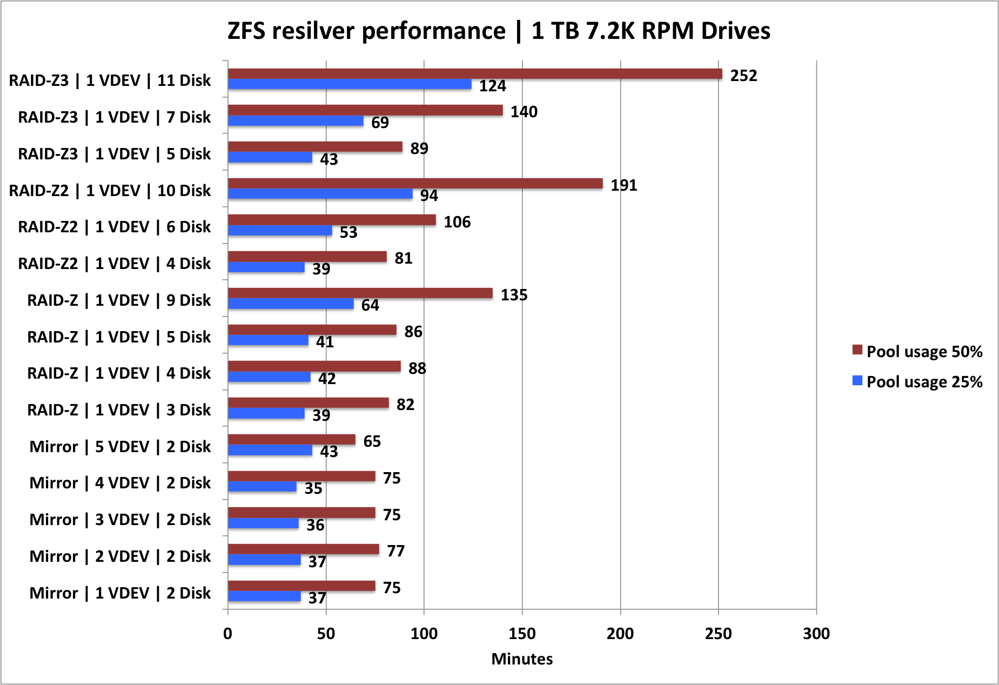 ZFS resilver performance | 1 TB 7.2K RPM Drives
RAID-Z3 | 1 VDEV | 11 Disk
252
124
RAID-Z3 | 1 VDEV | 7 Disk
140
69
RAID-Z3 | 1 VDEV | 5 Disk
89
43
RAID-Z2 | 1 VDEV | 10 Disk
191
94
RAID-Z2 | 1 VDEV | 6 Disk
106
53
RAID-Z2 | 1 VDEV | 4 Disk
81
39
RAID-Z | 1 VDEV | 9 Disk
135
64
RAID-Z | 1 VDEV | 5 Disk
86
41
RAID-Z | 1 VDEV | 4 Disk
88
42
RAID-Z | 1 VDEV | 3 Disk
82
39
Mirror | 5 VDEV | 2 Disk
65
43
Mirror | 4 VDEV | 2 Disk
75
35
Mirror | 3 VDEV | 2 Disk
75
36
Mirror | 2 VDEV | 2 Disk
77
37
Mirror | 1 VDEV | 2 Disk
75
37
0 50 100 150 200 250 300
Minutes
Pool usage 50%
Pool usage 25%